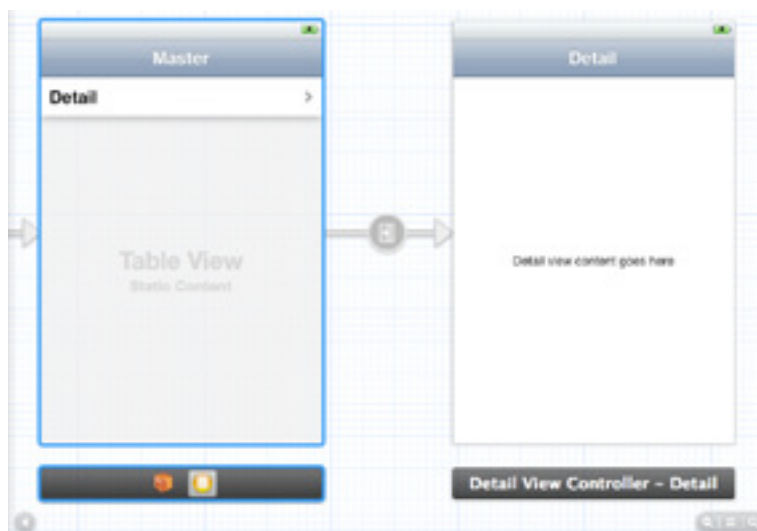 Master
Detail
Table View
Static Content
Detail
Detail view content goes here
Detail View Controller – Detail